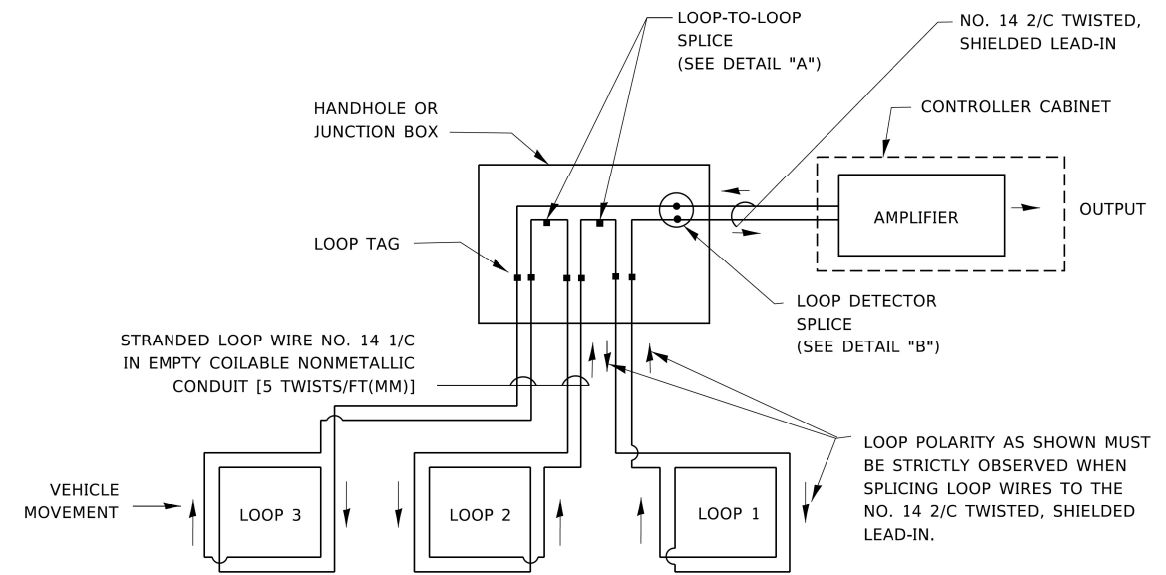 LOOP-TO-LOOP
SPLICE
(SEE DETAIL "A")
NO. 14 2/C TWISTED,
SHIELDED LEAD-IN
HANDHOLE OR
JUNCTION BOX
CONTROLLER CABINET
AMPLIFIER
OUTPUT
LOOP TAG
LOOP DETECTOR
SPLICE
(SEE DETAIL "B")
STRANDED LOOP WIRE NO. 14 1/C
IN EMPTY COILABLE NONMETALLIC
CONDUIT [5 TWISTS/FT(MM)]
LOOP POLARITY AS SHOWN MUST
BE STRICTLY OBSERVED WHEN
SPLICING LOOP WIRES TO THE
NO. 14 2/C TWISTED, SHIELDED
LEAD-IN.
VEHICLE
MOVEMENT
LOOP 3
LOOP 2
LOOP 1